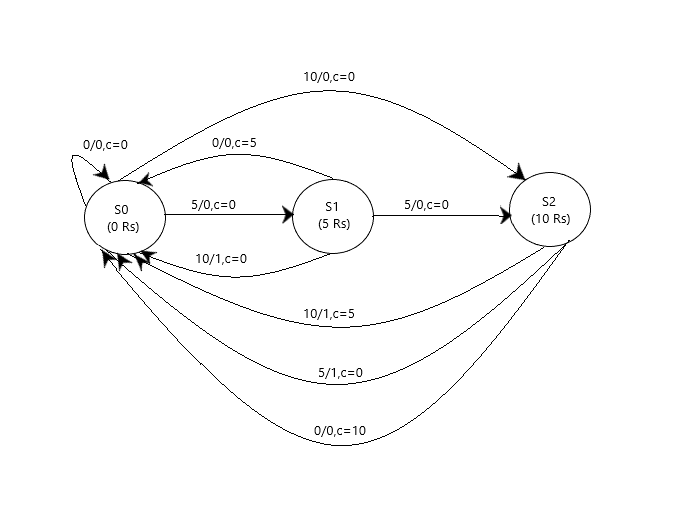 10/0,c=0
0/0,c=0
0/0,c=5
S0
(0 Rs)
5/0,c=0
S1
(5 Rs)
5/0,c=0
S2
(10 Rs)
10/1,c=0
10/1,c=5
5/1,c=0
0/0,c=10